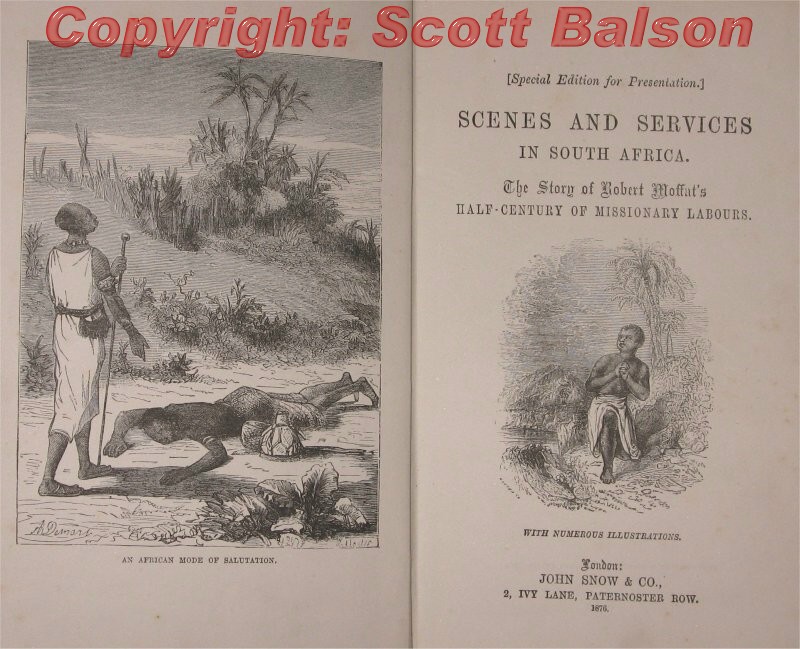 Copyright: Scott Balson
AN AFRICAN MODE OF SALUTATION.
[Special Edition for Presentation.]
SCENES AND SERVICES
IN SOUTH AFRICA.
The Story of Robert Moffat's
HALF-CENTURY OF MISSIONARY LABOURS.
WITH NUMEROUS ILLUSTRATIONS.
London:
JOHN SNOW & CO.,
2, IVY LANE, PATERNOSTER ROW.
1876.